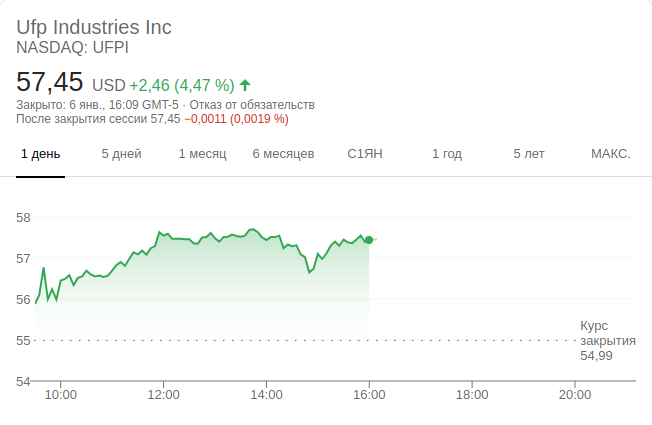 Ufp Industries Inc
NASDAQ: UFPI
57,45 USD +2,46 (4,47 %)
Закрыто: 6 янв., 16:09 GMT-5 · Отказ от обязательств
После закрытия сессии 57,45 −0,0011 (0,0019 %)
1 день 5 дней 1 месяц 6 месяцев С1ЯН 1 год 5 лет МАКС.
58
57
56
55
54
Курс
закрытия
54,99
10:00 12:00 14:00 16:00 18:00 20:00